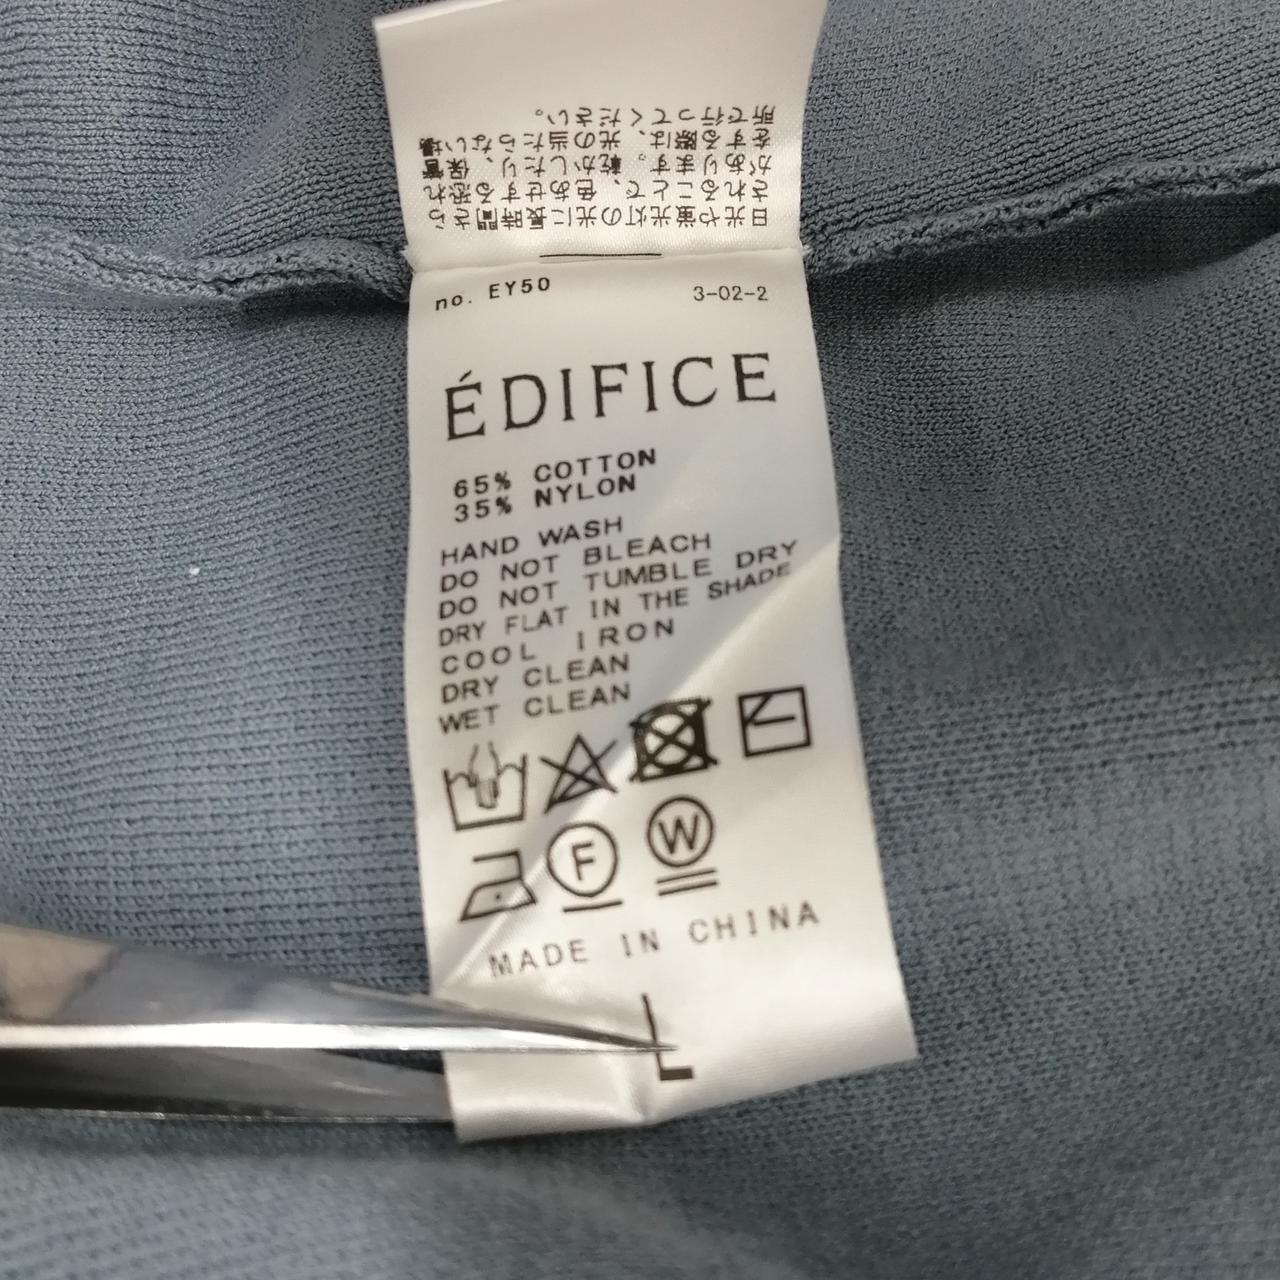 日光や蛍光灯の光に長時間さら
されることで、色あせする恐れ
があります。乾かしたり、保管
をする際は、光の当たらない場
所で行ってください。
no. EY50 3-02-2
ÉDIFICE
65% COTTON
35% NYLON
HAND WASH
DO NOT BLEACH
DO NOT TUMBLE DRY
DRY FLAT IN THE SHADE
COOL IRON
DRY CLEAN
WET CLEAN
F W
MADE IN CHINA
L